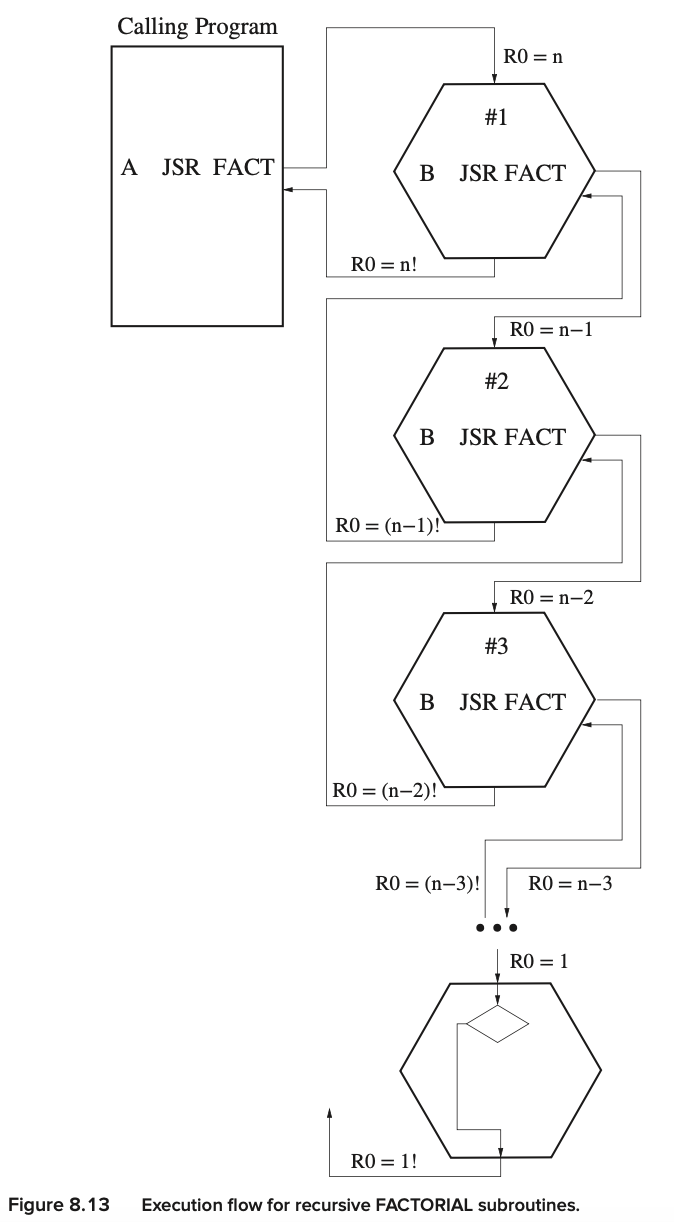 Calling Program
R0 = n
#1
A JSR FACT
B JSR FACT
R0 = n!
R0 = n−1
#2
B JSR FACT
R0 = (n−1)!
R0 = n−2
#3
B JSR FACT
R0 = (n−2)!
R0 = (n−3)! R0 = n−3
R0 = 1
R0 = 1!
Figure 8.13 Execution flow for recursive FACTORIAL subroutines.